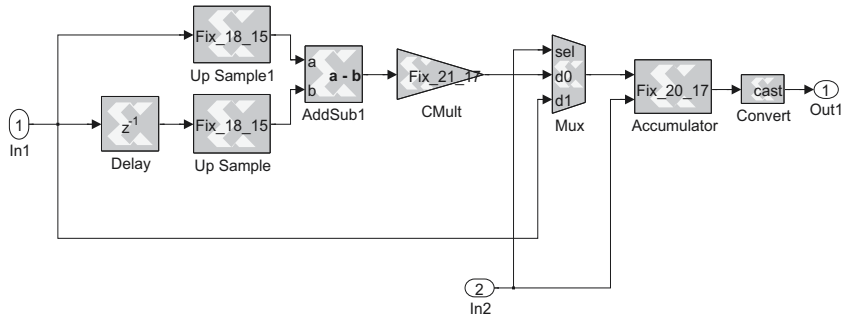 Fix_18_15
Up Sample1
a
b
a - b
AddSub1
Fix_21_17
CMult
sel
d0
d1
Mux
Fix_20_17
Accumulator
cast
Convert
1
Out1
1
In1
z-1
Delay
Fix_18_15
Up Sample
2
In2